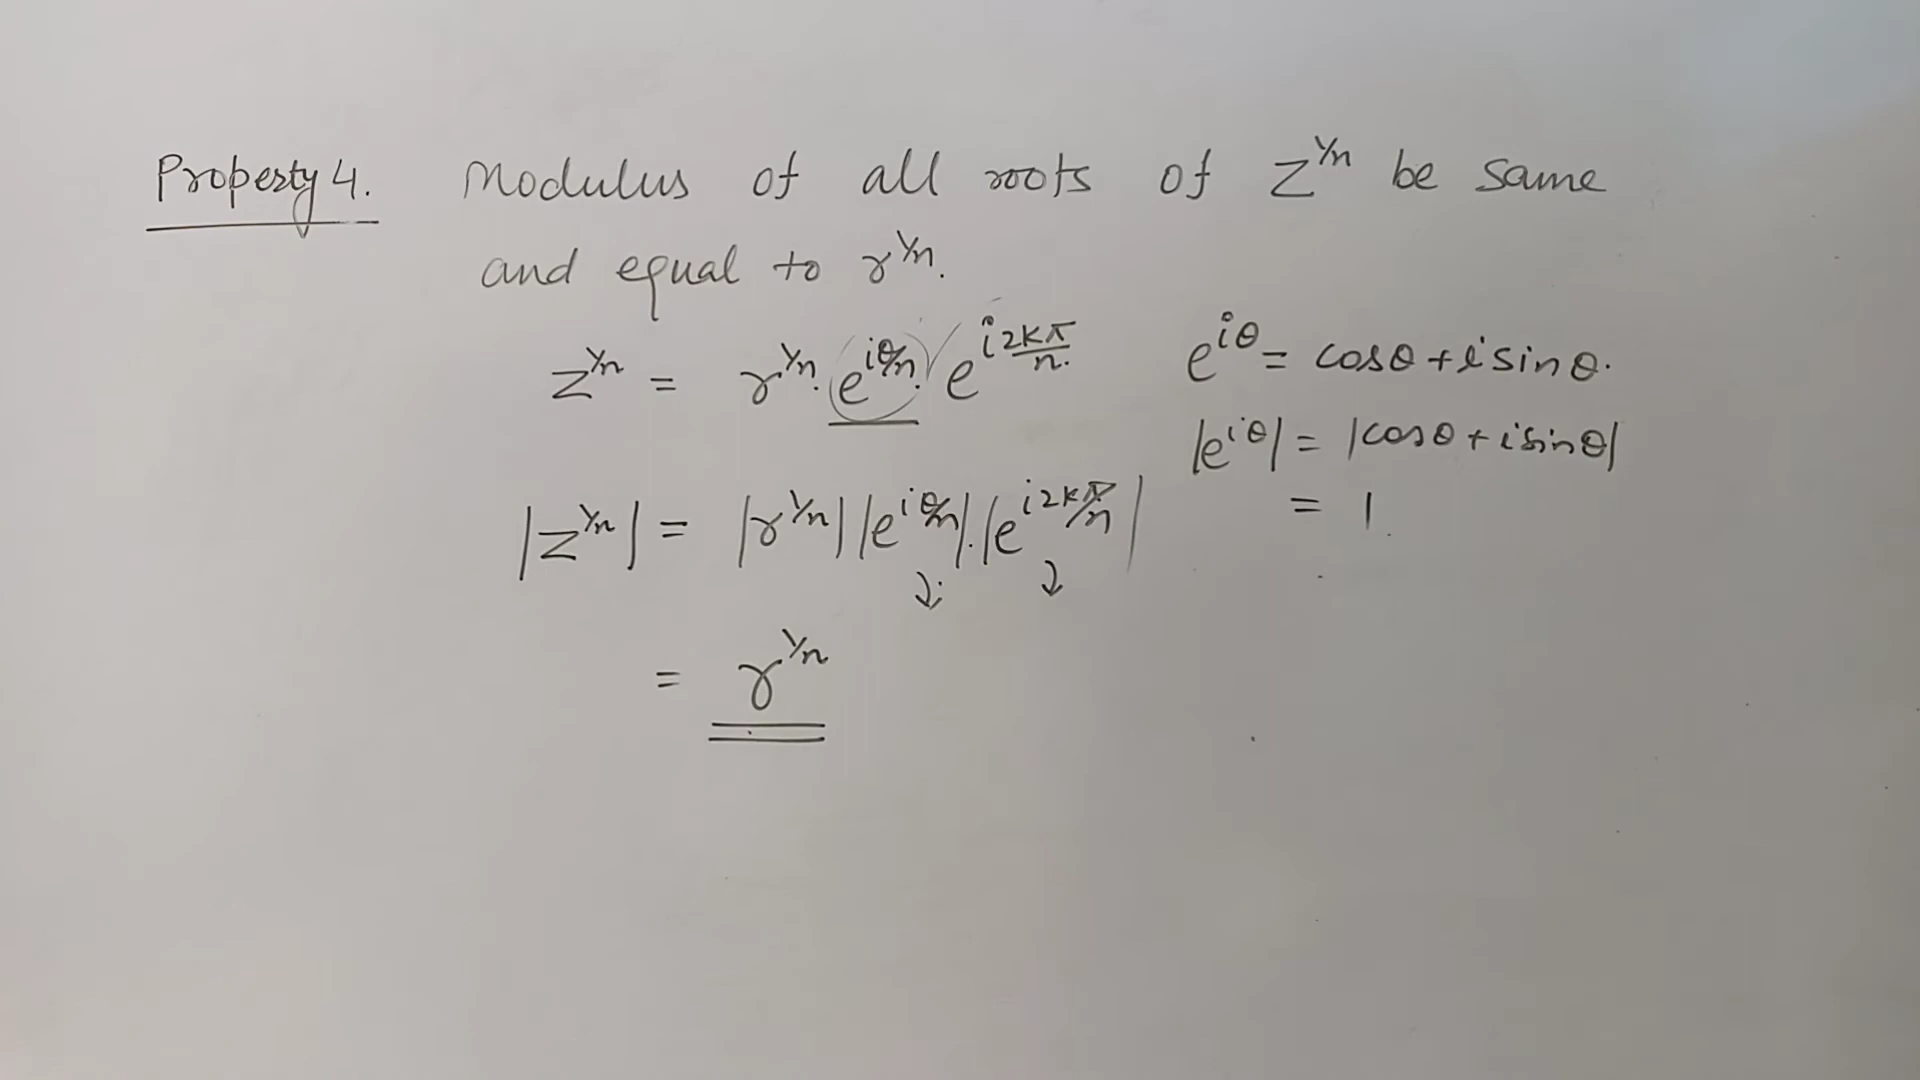 Property 4. Modulus of all roots of z^{1/n} be same
and equal to r^{1/n}.
z^{1/n} = r^{1/n}. e^{iθ/n}. e^{i 2kπ/n}.
e^{iθ} = cosθ + i sinθ.
|e^{iθ}| = |cosθ + i sinθ|
= 1.
|z^{1/n}| = |r^{1/n}| |e^{iθ/n}|. |e^{i2kπ/n}|
= r^{1/n}